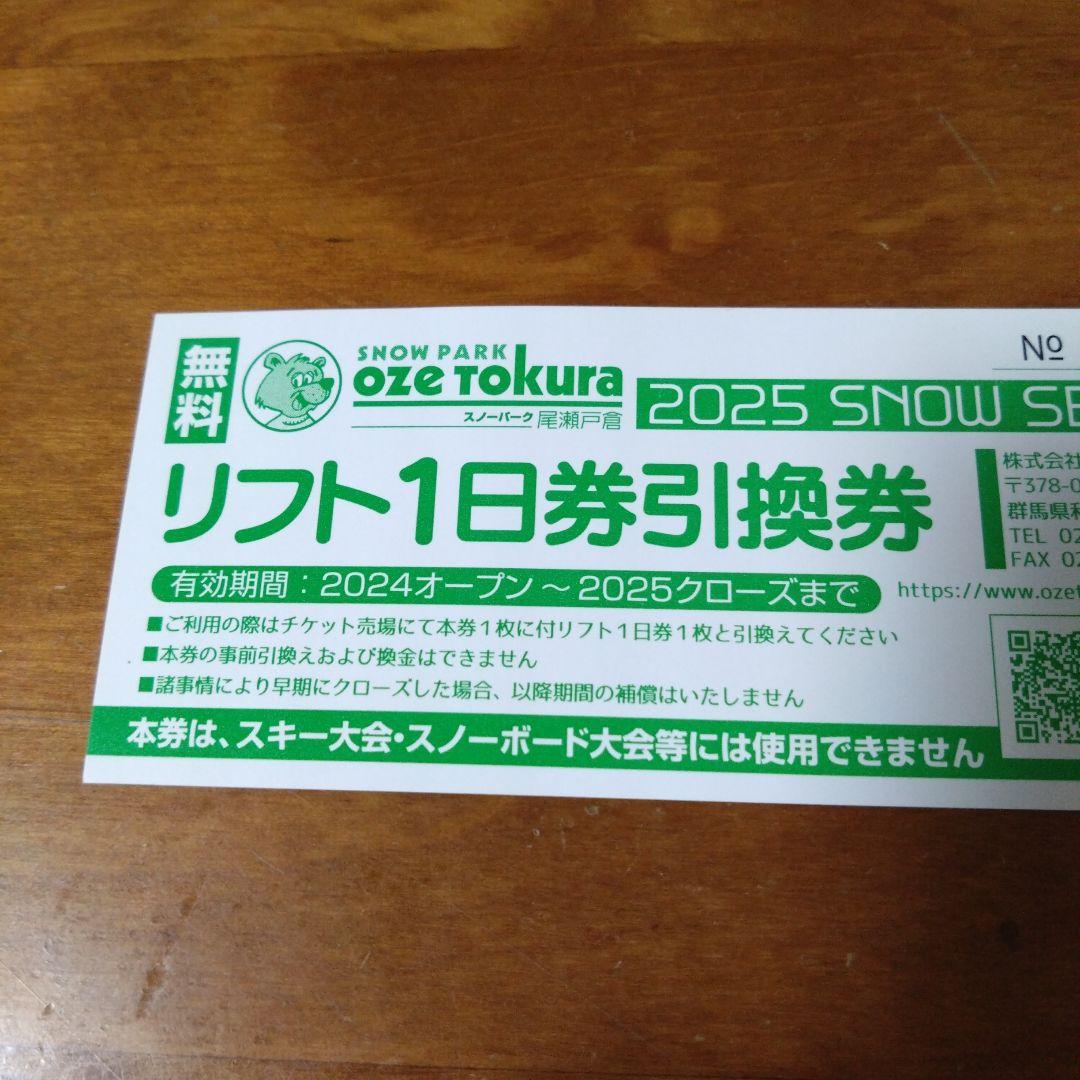 無料
SNOW PARK
oze Tokura
スノーパーク 尾瀬戸倉
2025 SNOW
No
リフト1日券引換券
株式会社
〒378-0
群馬県
TEL 02
FAX 02
有効期間:2024オープン~2025クローズまで
https://www.ozet
■ご利用の際はチケット売場にて本券1枚に付リフト1日券1枚と引換えてください
■本券の事前引換えおよび換金はできません
■諸事情により早期にクローズした場合、以降期間の補償はいたしません
本券は、スキー大会・スノーボード大会等には使用できません